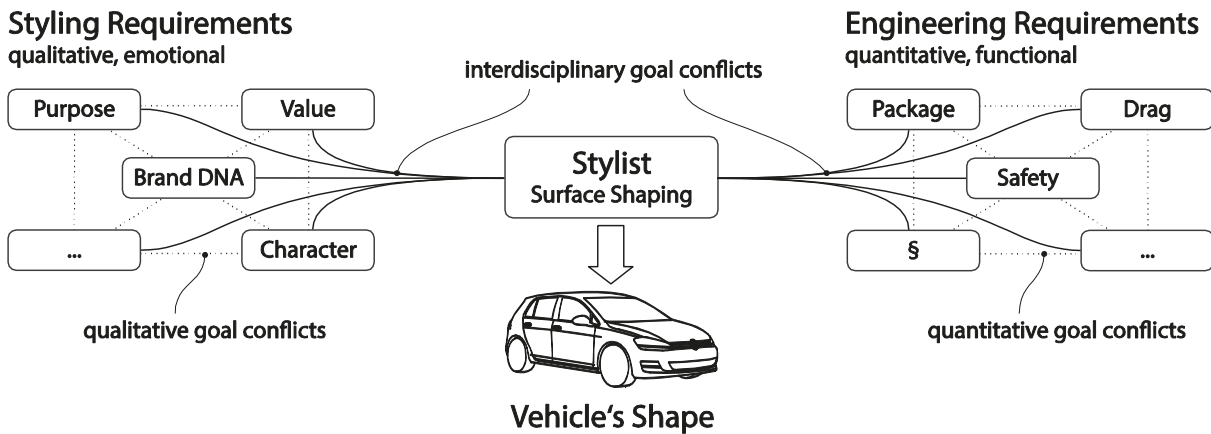 Styling Requirements
qualitative, emotional
Purpose
Value
Brand DNA
...
Character
qualitative goal conflicts
interdisciplinary goal conflicts
Stylist
Surface Shaping
Vehicle‘s Shape
Engineering Requirements
quantitative, functional
Package
Drag
Safety
§
...
quantitative goal conflicts